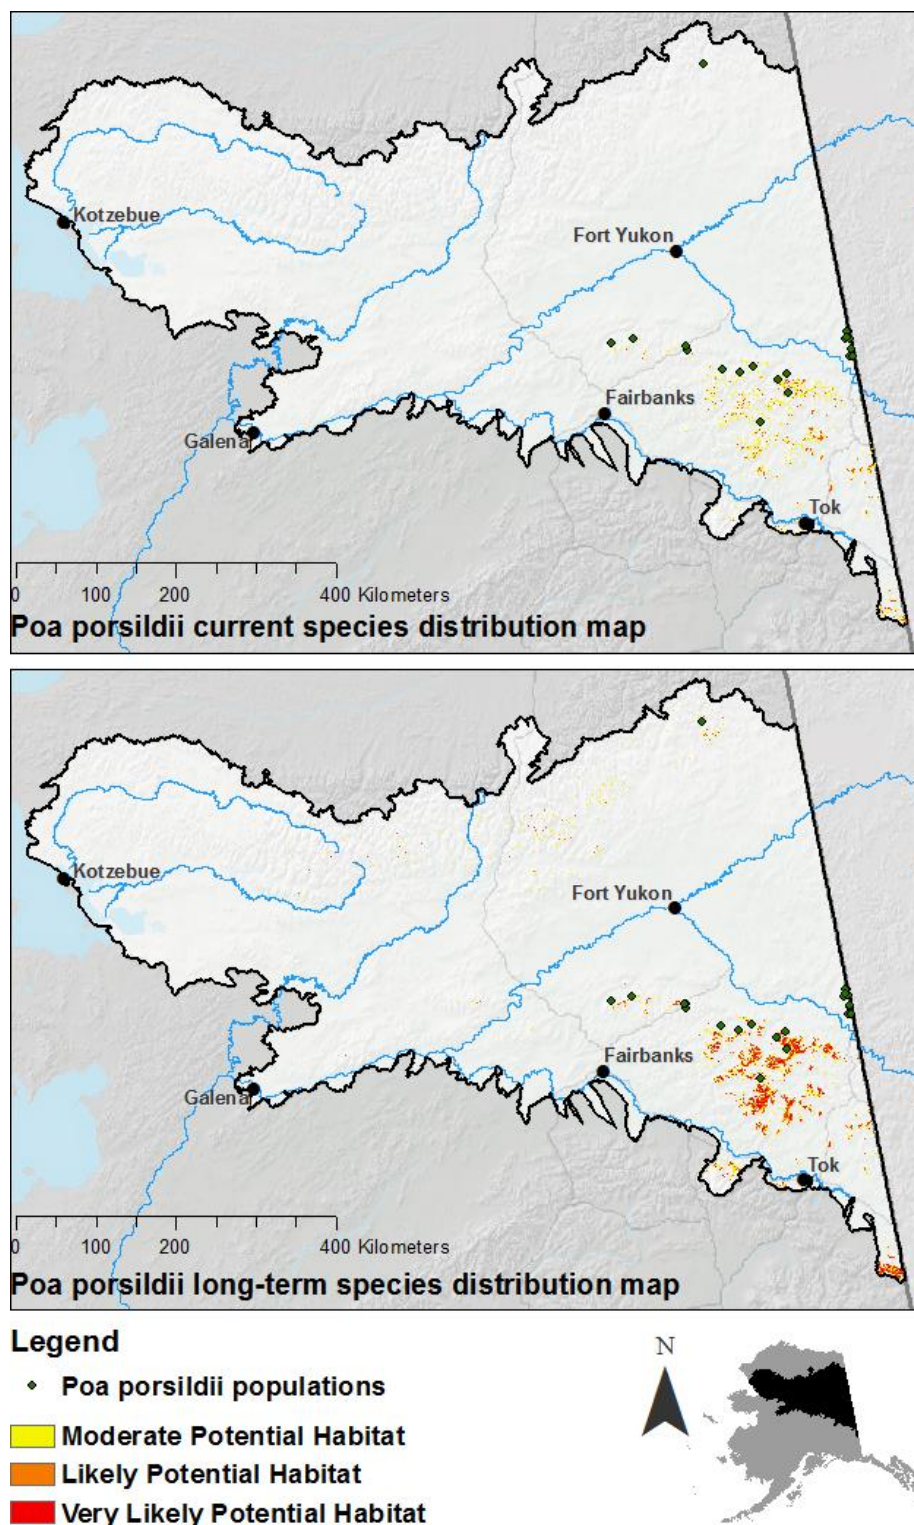 Kotzebue
Fort Yukon
Fairbanks
Galena
Tok
0 100 200 400 Kilometers
Poa porsildii current species distribution map
Kotzebue
Fort Yukon
Fairbanks
Galena
Tok
0 100 200 400 Kilometers
Poa porsildii long-term species distribution map
Legend
N
Poa porsildii populations
Moderate Potential Habitat
Likely Potential Habitat
Very Likely Potential Habitat